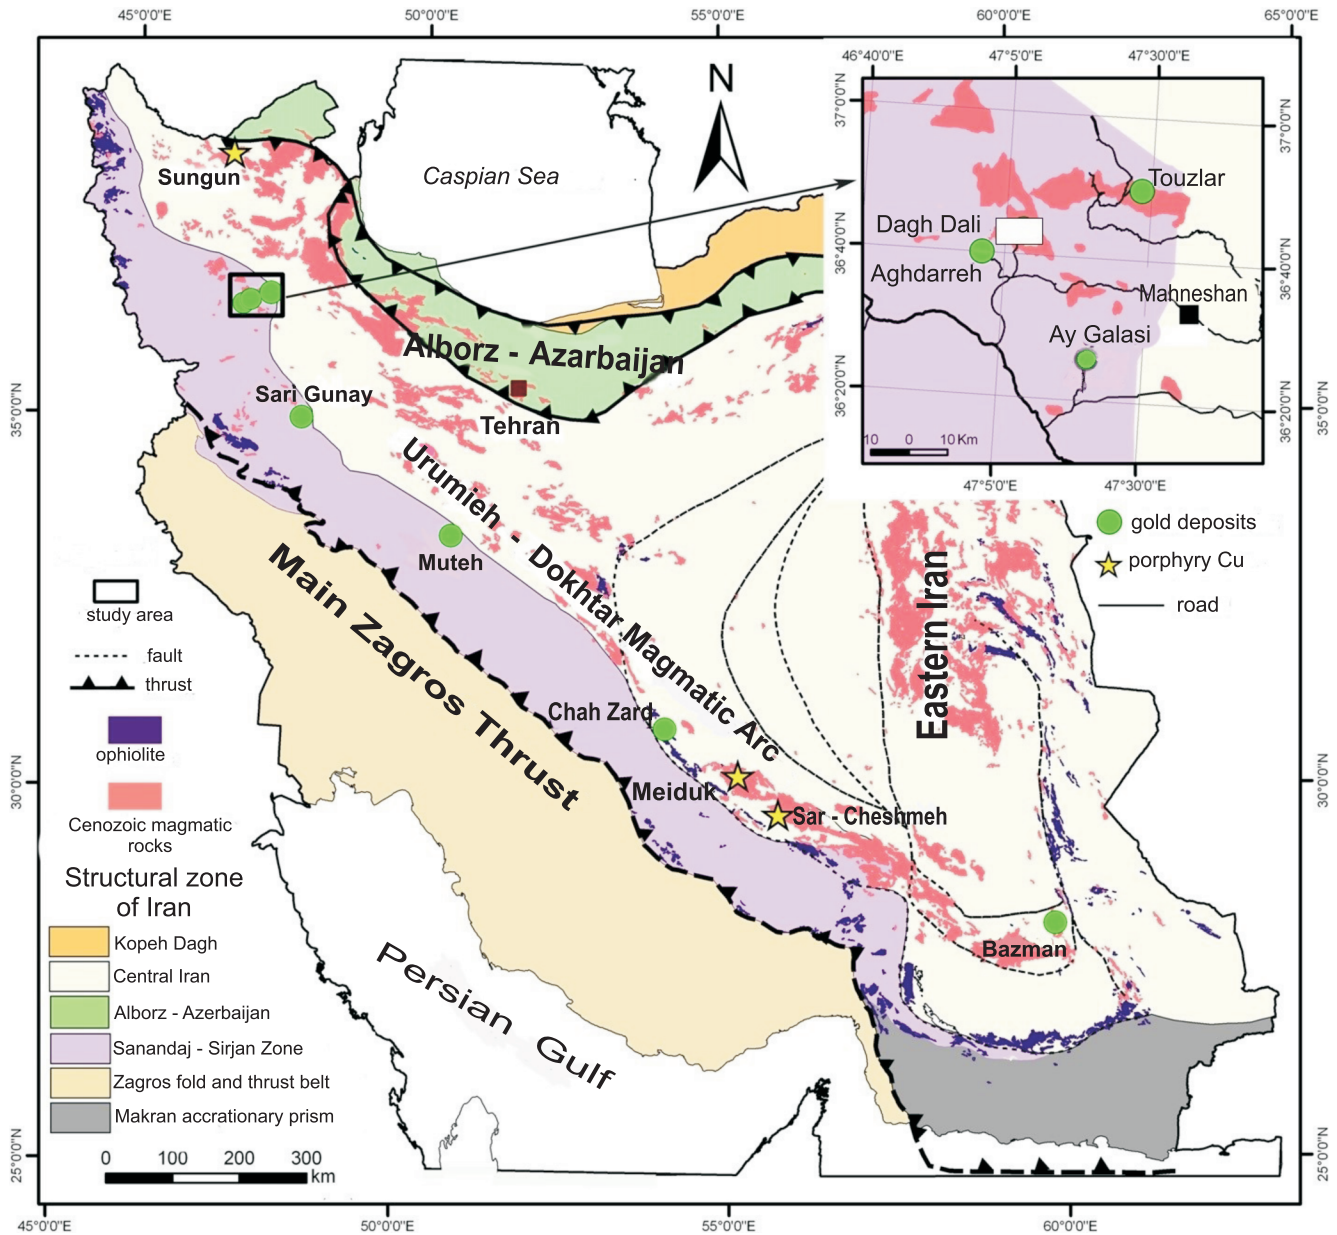 45°0'0"E
50°0'0"E
55°0'0"E
60°0'0"E
65°0'0"E
46°40'0"E
47°5'0"E
47°30'0"E
N
37°0'0"N
37°0'0"N
Caspian Sea
Sungun
Touzlar
Dagh Dali
36°40'0"N
Aghdarreh
36°40'0"N
Mahneshan
Ay Galasi
Alborz - Azarbaijan
36°20'0"N
36°20'0"N
35°0'0"N
35°0'0"N
Sari Gunay
Tehran
10 0 10 Km
47°5'0"E
47°30'0"E
Urumieh - Dokhtar Magmatic Arc
gold deposits
porphyry Cu
road
Muteh
Main Zagros Thrust
Eastern Iran
study area
fault
thrust
ophiolite
Chah Zard
30°0'0"N
30°0'0"N
Meiduk
Sar - Cheshmeh
Cenozoic magmatic
rocks
Structural zone
of Iran
Kopeh Dagh
Central Iran
Alborz - Azerbaijan
Sanandaj - Sirjan Zone
Zagros fold and thrust belt
Makran accrationary prism
Bazman
Persian Gulf
25°0'0"N
25°0'0"N
0 100 200 300
km
45°0'0"E
50°0'0"E
55°0'0"E
60°0'0"E